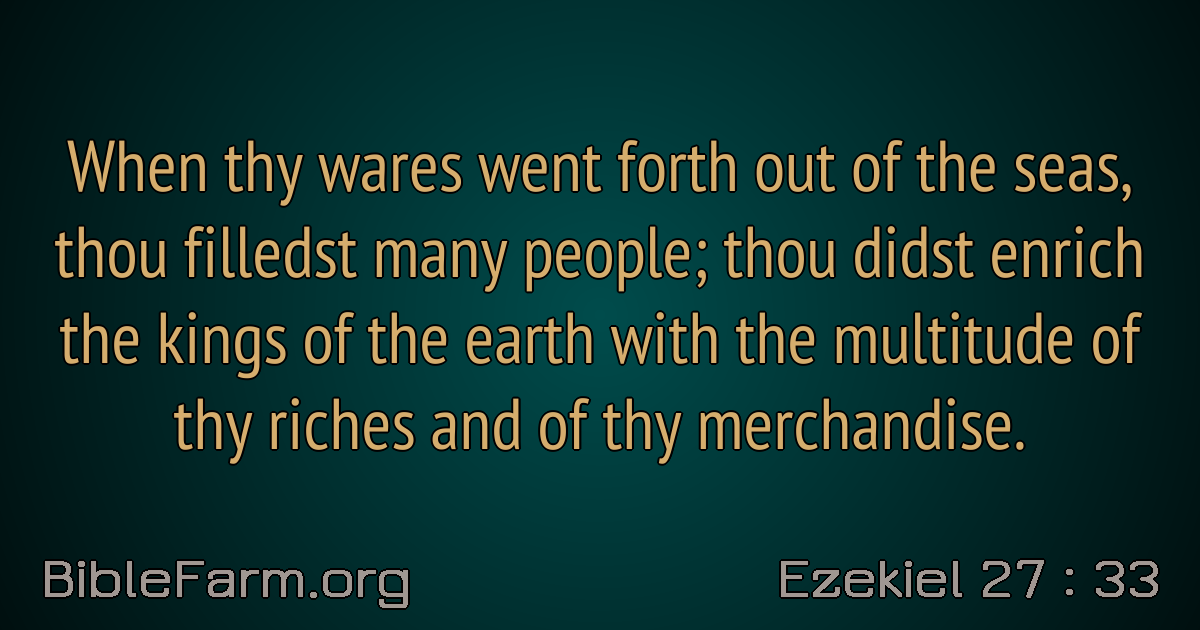 When thy wares went forth out of the seas,
thou filledst many people; thou didst enrich
the kings of the earth with the multitude of
thy riches and of thy merchandise.
BibleFarm.org
Ezekiel 27 : 33